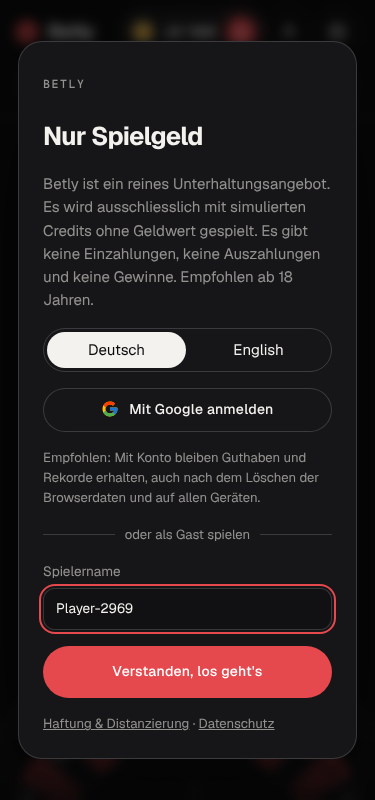 BETLY
Nur Spielgeld
Betly ist ein reines Unterhaltungsangebot.
Es wird ausschliesslich mit simulierten
Credits ohne Geldwert gespielt. Es gibt
keine Einzahlungen, keine Auszahlungen
und keine Gewinne. Empfohlen ab 18
Jahren.
Deutsch English
Mit Google anmelden
Empfohlen: Mit Konto bleiben Guthaben und
Rekorde erhalten, auch nach dem Löschen der
Browserdaten und auf allen Geräten.
oder als Gast spielen
Spielername
Player-2969
Verstanden, los geht's
Haftung & Distanzierung · Datenschutz